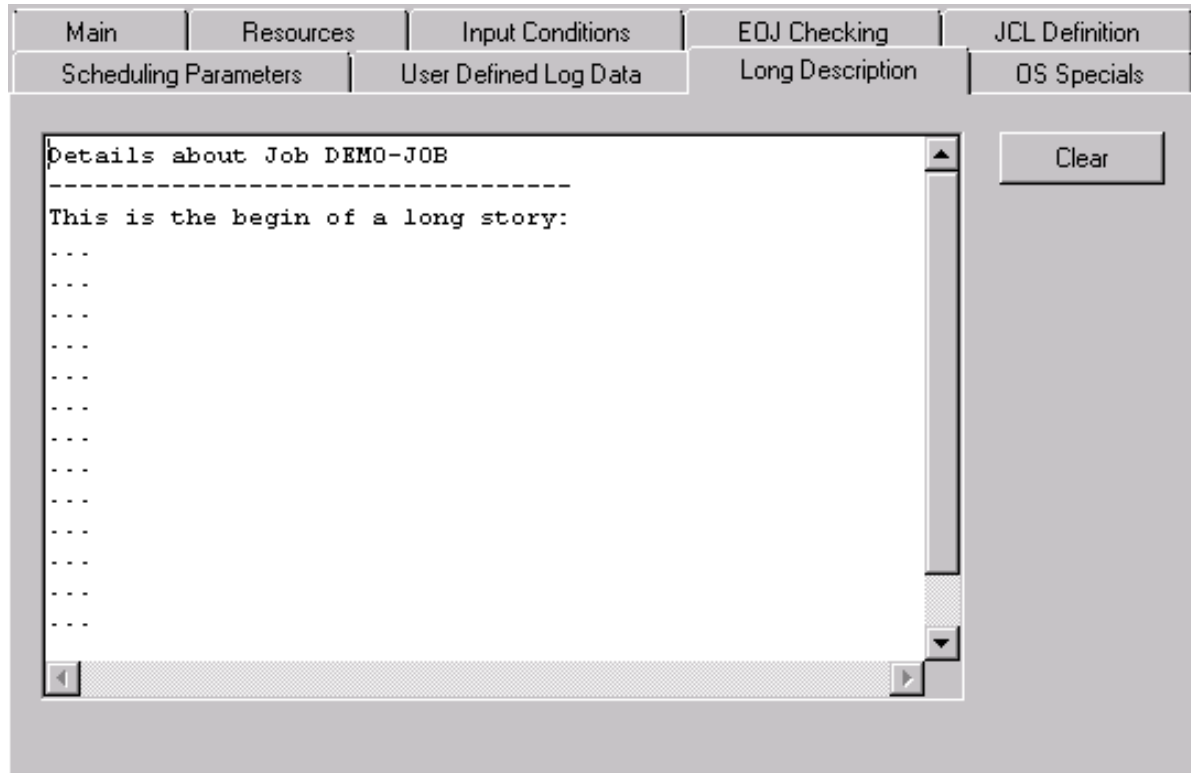 Main Resources Input Conditions EOJ Checking JCL Definition
Scheduling Parameters User Defined Log Data Long Description OS Specials
Details about Job DEMO-JOB
----------------------------------
This is the begin of a long story:
...
...
...
...
...
...
...
...
...
...
...
...
...
Clear